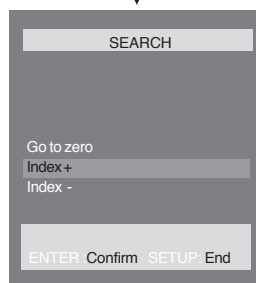 SEARCH
Go to zero
Index+
Index -
ENTER: Confirm SETUP: End